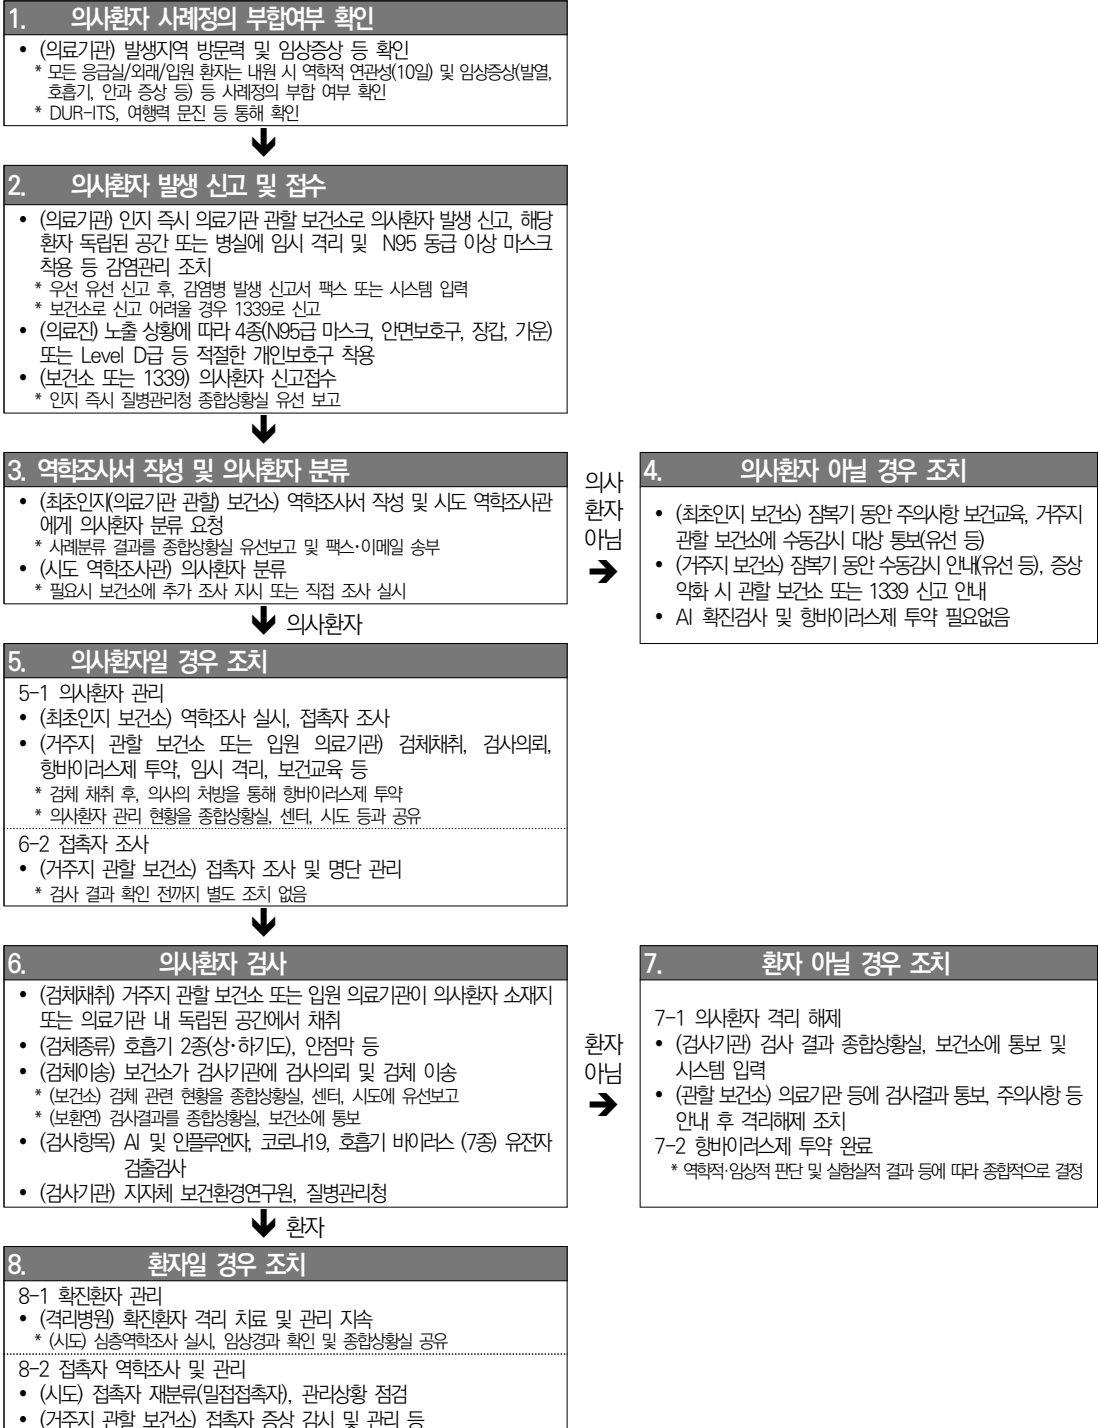 1. 의사환자 사례정의 부합여부 확인
• (의료기관) 발생지역 방문력 및 임상증상 등 확인
* 모든 응급실/외래/입원 환자는 내원 시 역학적 연관성(10일) 및 임상증상(발열,
호흡기, 안과 증상 등) 등 사례정의 부합 여부 확인
* DUR-ITS, 여행력 문진 등 통해 확인
2. 의사환자 발생 신고 및 접수
• (의료기관) 인지 즉시 의료기관 관할 보건소로 의사환자 발생 신고, 해당
환자 독립된 공간 또는 병실에 임시 격리 및 N95 동급 이상 마스크
착용 등 감염관리 조치
* 우선 유선 신고 후, 감염병 발생 신고서 팩스 또는 시스템 입력
* 보건소로 신고 어려울 경우 1339로 신고
• (의료진) 노출 상황에 따라 4종(N95급 마스크, 안면보호구, 장갑, 가운)
또는 Level D급 등 적절한 개인보호구 착용
• (보건소 또는 1339) 의사환자 신고접수
* 인지 즉시 질병관리청 종합상황실 유선 보고
3. 역학조사서 작성 및 의사환자 분류
• (최초인지(의료기관 관할) 보건소) 역학조사서 작성 및 시도 역학조사관
에게 의사환자 분류 요청
* 사례분류 결과를 종합상황실 유선보고 및 팩스·이메일 송부
• (시도 역학조사관) 의사환자 분류
* 필요시 보건소에 추가 조사 지시 또는 직접 조사 실시
의사
환자
아님
4. 의사환자 아닐 경우 조치
• (최초인지 보건소) 잠복기 동안 주의사항 보건교육, 거주지
관할 보건소에 수동감시 대상 통보(유선 등)
• (거주지 보건소) 잠복기 동안 수동감시 안내(유선 등), 증상
악화 시 관할 보건소 또는 1339 신고 안내
• AI 확진검사 및 항바이러스제 투약 필요없음
의사환자
5. 의사환자일 경우 조치
5-1 의사환자 관리
• (최초인지 보건소) 역학조사 실시, 접촉자 조사
• (거주지 관할 보건소 또는 입원 의료기관) 검체채취, 검사의뢰,
항바이러스제 투약, 임시 격리, 보건교육 등
* 검체 채취 후, 의사의 처방을 통해 항바이러스제 투약
* 의사환자 관리 현황을 종합상황실, 센터, 시도 등과 공유
6-2 접촉자 조사
• (거주지 관할 보건소) 접촉자 조사 및 명단 관리
* 검사 결과 확인 전까지 별도 조치 없음
6. 의사환자 검사
• (검체채취) 거주지 관할 보건소 또는 입원 의료기관이 의사환자 소재지
또는 의료기관 내 독립된 공간에서 채취
• (검체종류) 호흡기 2종(상·하기도), 안점막 등
• (검체이송) 보건소가 검사기관에 검사의뢰 및 검체 이송
* (보건소) 검체 관련 현황을 종합상황실, 센터, 시도에 유선보고
* (보환연) 검사결과를 종합상황실, 보건소에 통보
• (검사항목) AI 및 인플루엔자, 코로나19, 호흡기 바이러스 (7종) 유전자
검출검사
• (검사기관) 지자체 보건환경연구원, 질병관리청
환자
아님
7. 환자 아닐 경우 조치
7-1 의사환자 격리 해제
• (검사기관) 검사 결과 종합상황실, 보건소에 통보 및
시스템 입력
• (관할 보건소) 의료기관 등에 검사결과 통보, 주의사항 등
안내 후 격리해제 조치
7-2 항바이러스제 투약 완료
* 역학적·임상적 판단 및 실험실적 결과 등에 따라 종합적으로 결정
환자
8. 환자일 경우 조치
8-1 확진환자 관리
• (격리병원) 확진환자 격리 치료 및 관리 지속
* (시도) 심층역학조사 실시, 임상경과 확인 및 종합상황실 공유
8-2 접촉자 역학조사 및 관리
• (시도) 접촉자 재분류(밀접접촉자), 관리상황 점검
• (거주지 관할 보건소) 접촉자 증상 감시 및 관리 등